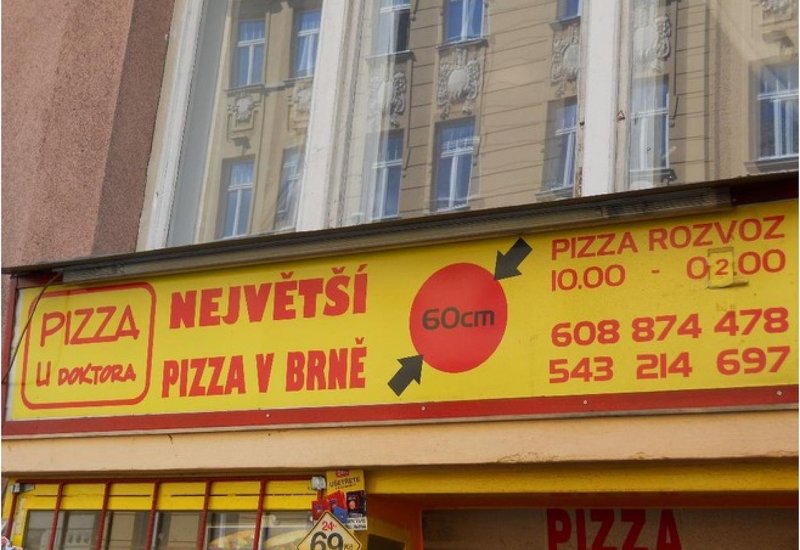 PIZZA
U DOKTORA
NEJVĚTŠÍ
PIZZA V BRNĚ
60cm
PIZZA ROZVOZ
10.00 - 02.00
608 874 478
543 214 697
UŠETŘETE
24
69
PIZZA